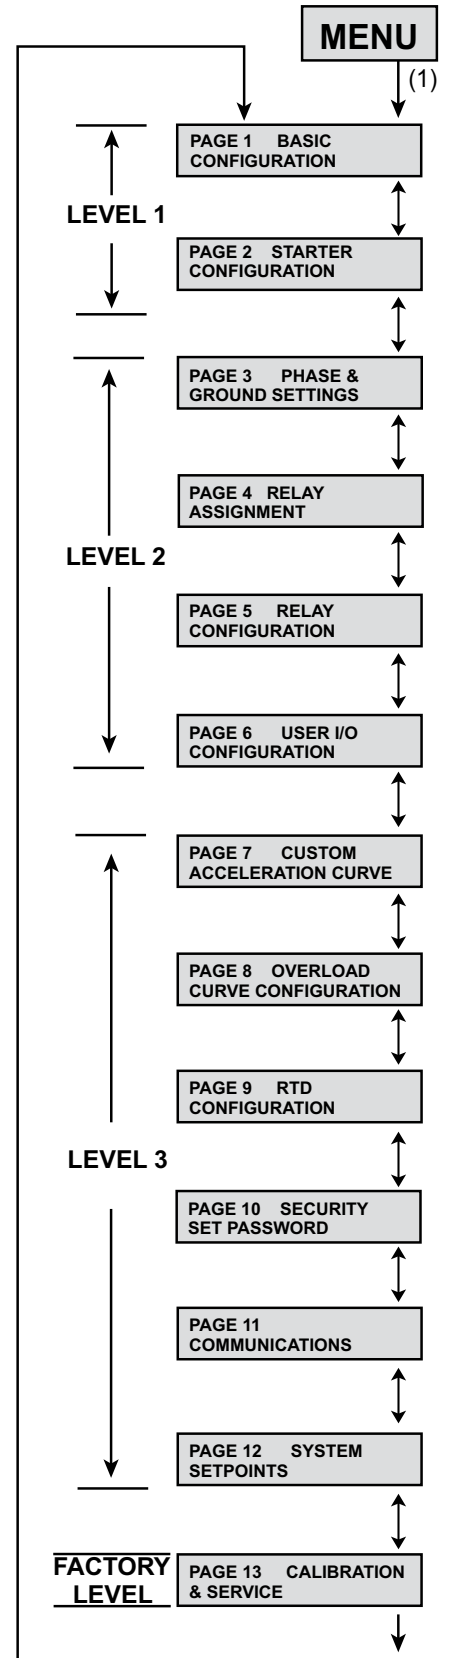 MENU
(1)
PAGE 1 BASIC
CONFIGURATION
LEVEL 1
PAGE 2 STARTER
CONFIGURATION
PAGE 3 PHASE &
GROUND SETTINGS
PAGE 4 RELAY
ASSIGNMENT
LEVEL 2
PAGE 5 RELAY
CONFIGURATION
PAGE 6 USER I/O
CONFIGURATION
PAGE 7 CUSTOM
ACCELERATION CURVE
PAGE 8 OVERLOAD
CURVE CONFIGURATION
PAGE 9 RTD
CONFIGURATION
LEVEL 3
PAGE 10 SECURITY
SET PASSWORD
PAGE 11
COMMUNICATIONS
PAGE 12 SYSTEM
SETPOINTS
FACTORY
LEVEL
PAGE 13 CALIBRATION
& SERVICE